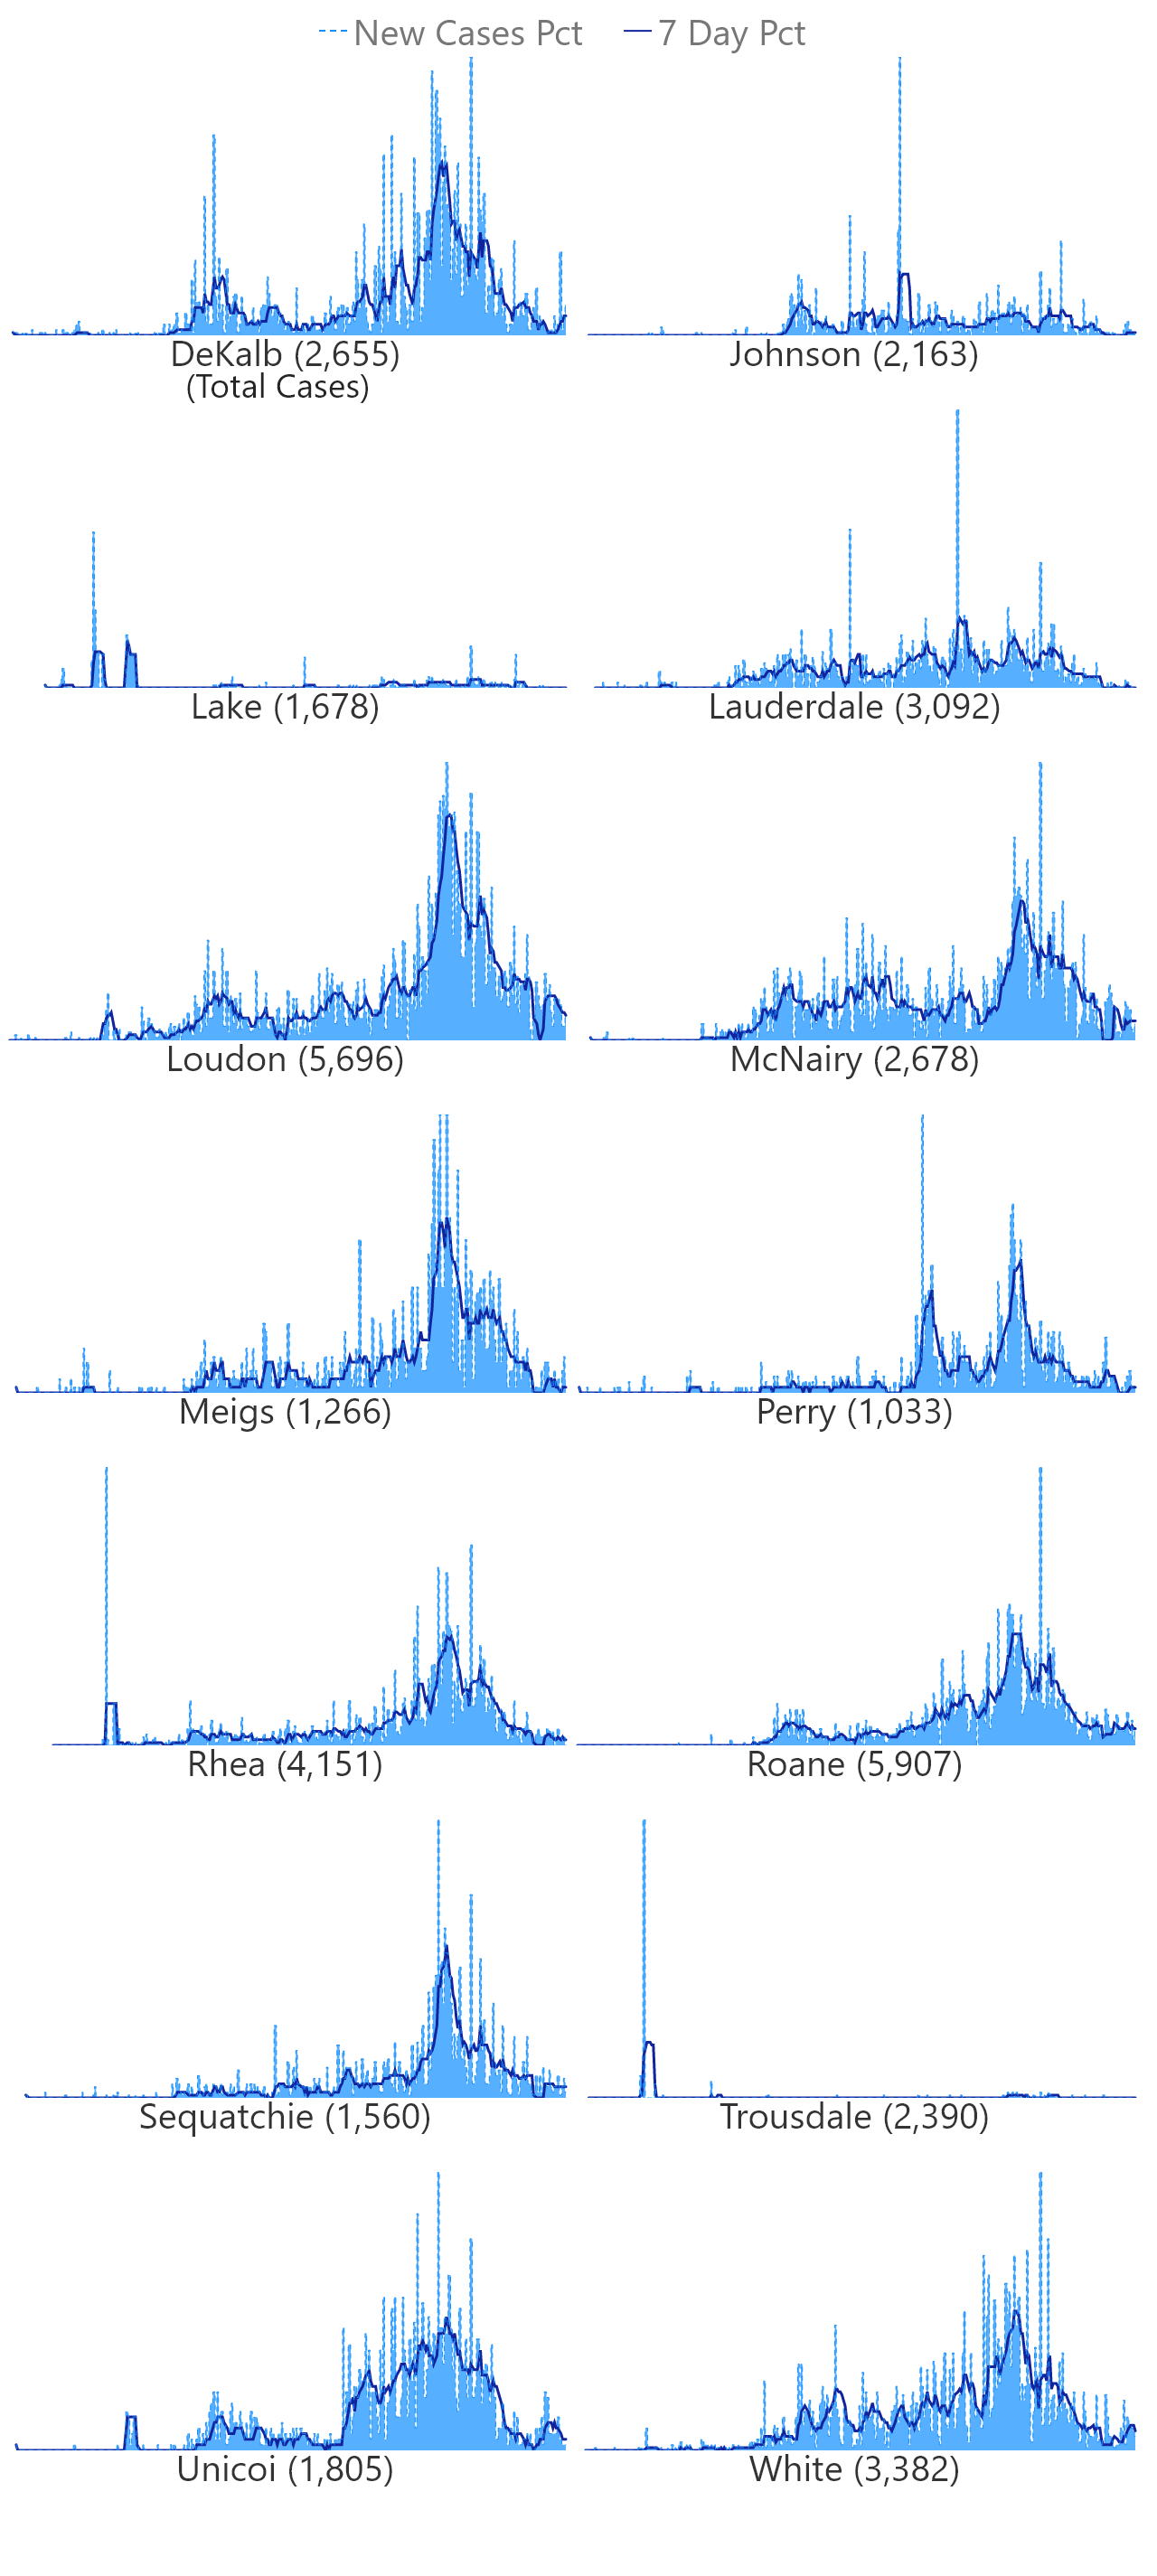 New Cases Pct 7 Day Pct
DeKalb (2,655) Johnson (2,163)
(Total Cases)
Lake (1,678) Lauderdale (3,092)
Loudon (5,696) McNairy (2,678)
Meigs (1,266) Perry (1,033)
Rhea (4,151) Roane (5,907)
Sequatchie (1,560) Trousdale (2,390)
Unicoi (1,805) White (3,382)